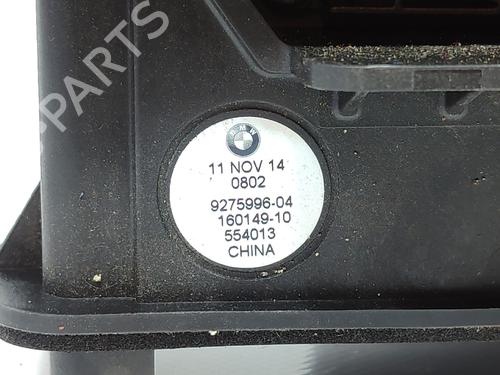 PARTS
BMW
11 NOV 14
0802
9275996-04
160149-10
554013
CHINA